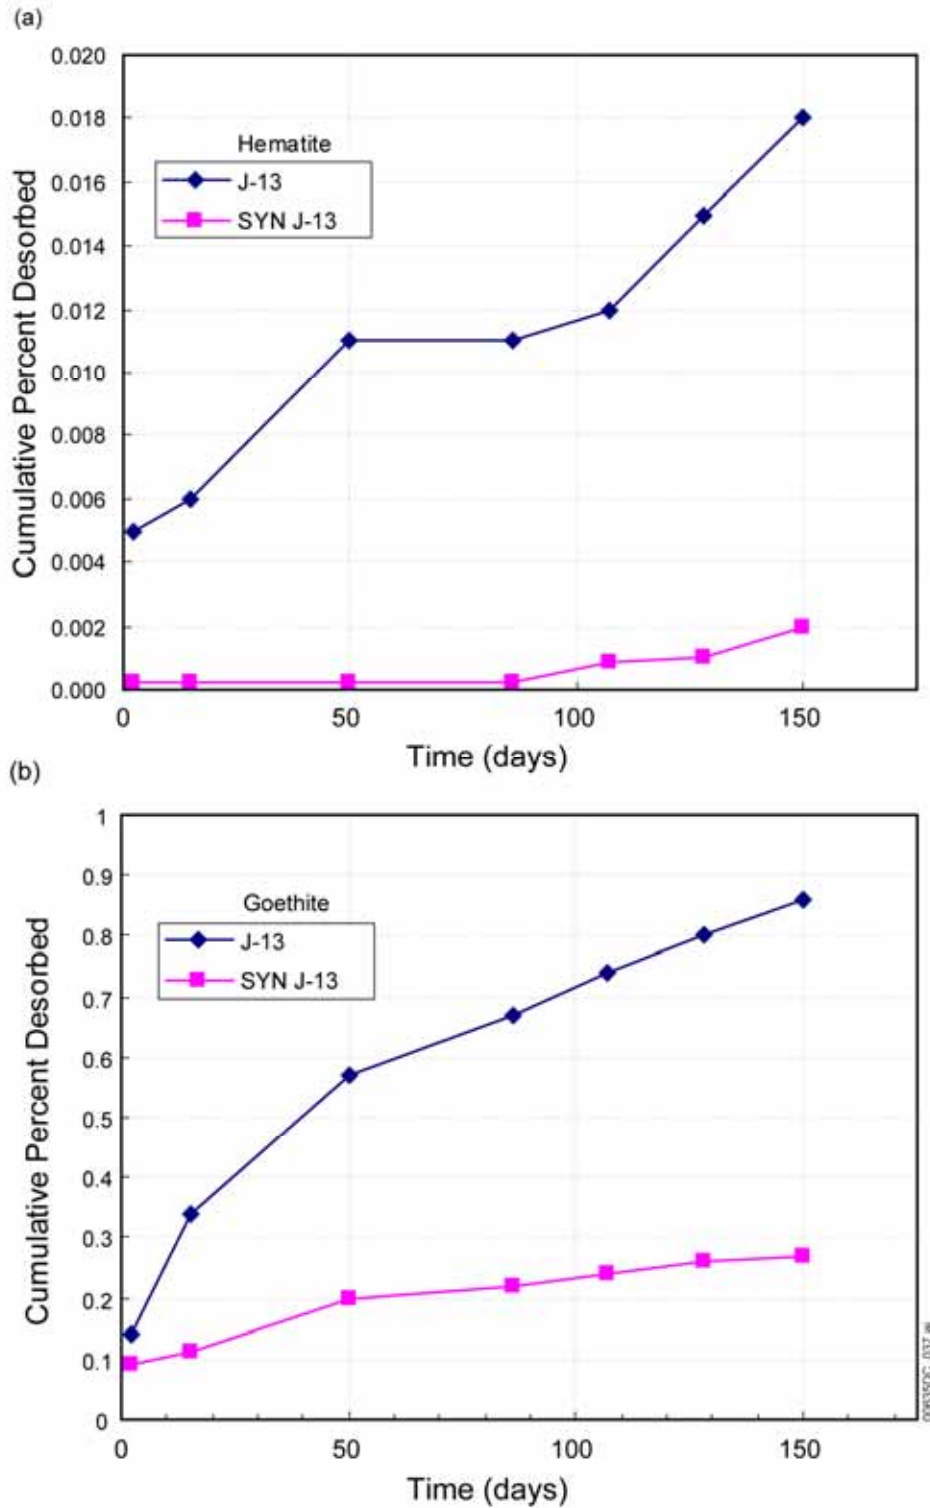 (a)
0.020
0.018
0.016
0.014
0.012
0.010
0.008
0.006
0.004
0.002
0.000
Cumulative Percent Desorbed
Hematite
J-13
SYN J-13
0 50 100 150
Time (days)
(b)
1
0.9
0.8
0.7
0.6
0.5
0.4
0.3
0.2
0.1
0
Cumulative Percent Desorbed
Goethite
J-13
SYN J-13
0 50 100 150
Time (days)